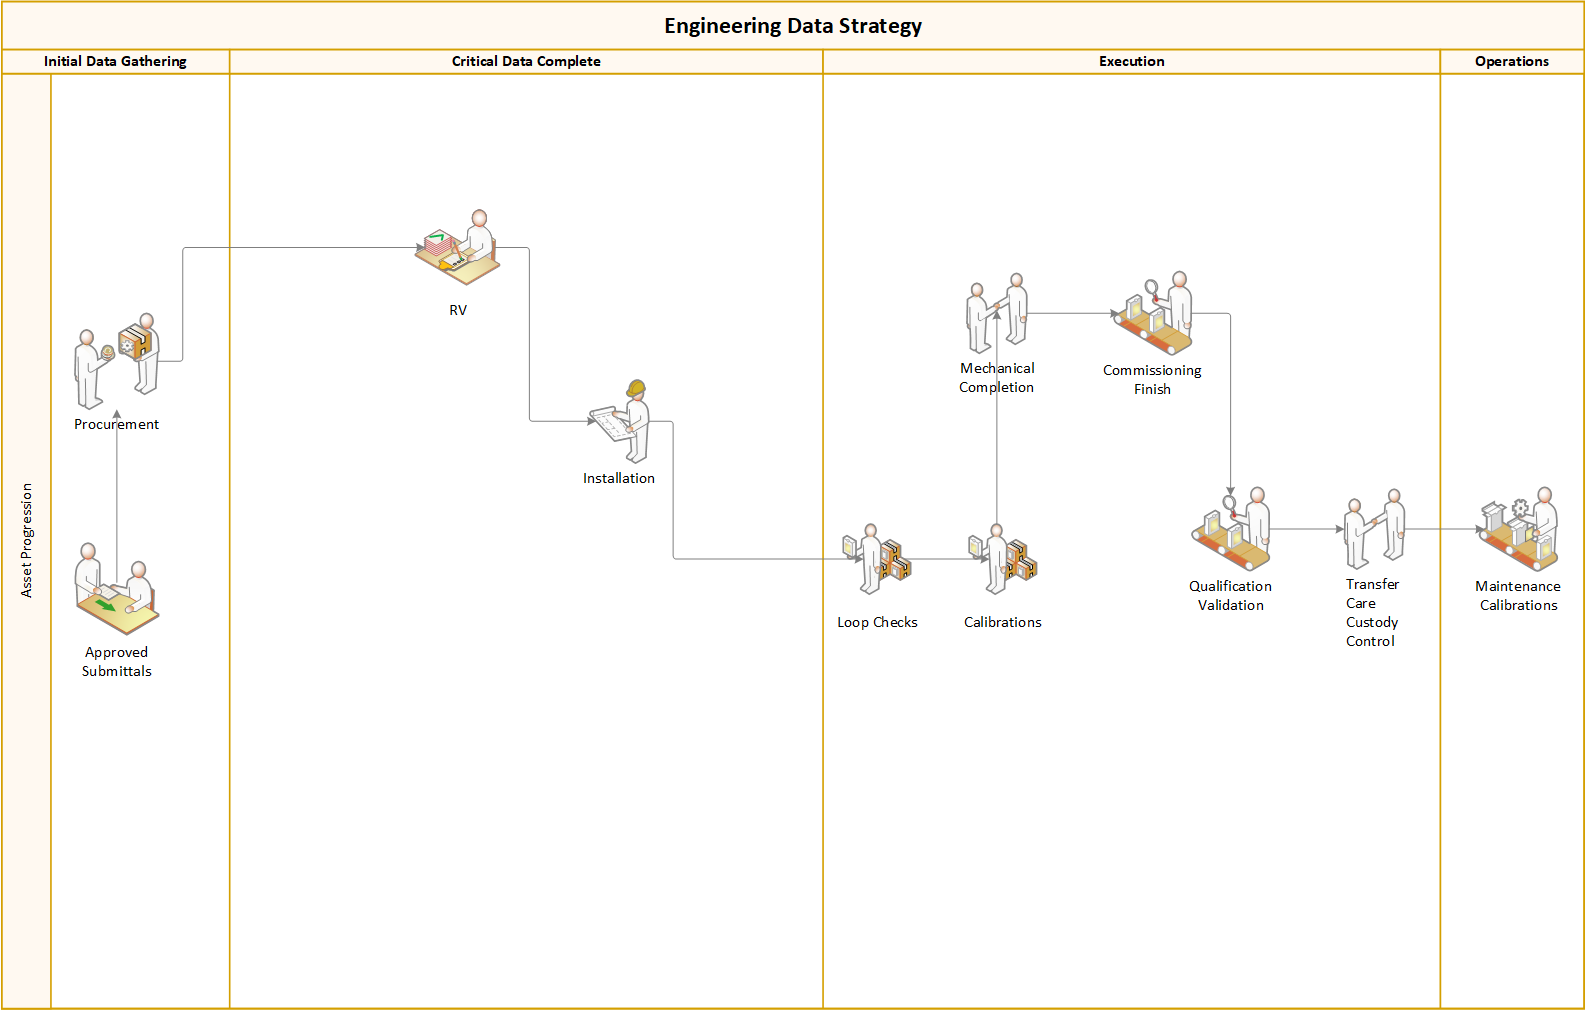 Engineering Data Strategy
Initial Data Gathering
Critical Data Complete
Execution
Operations
Asset Progression
Procurement
Approved
Submittals
RV
Installation
Loop Checks
Calibrations
Mechanical
Completion
Commissioning
Finish
Qualification
Validation
Transfer
Care
Custody
Control
Maintenance
Calibrations